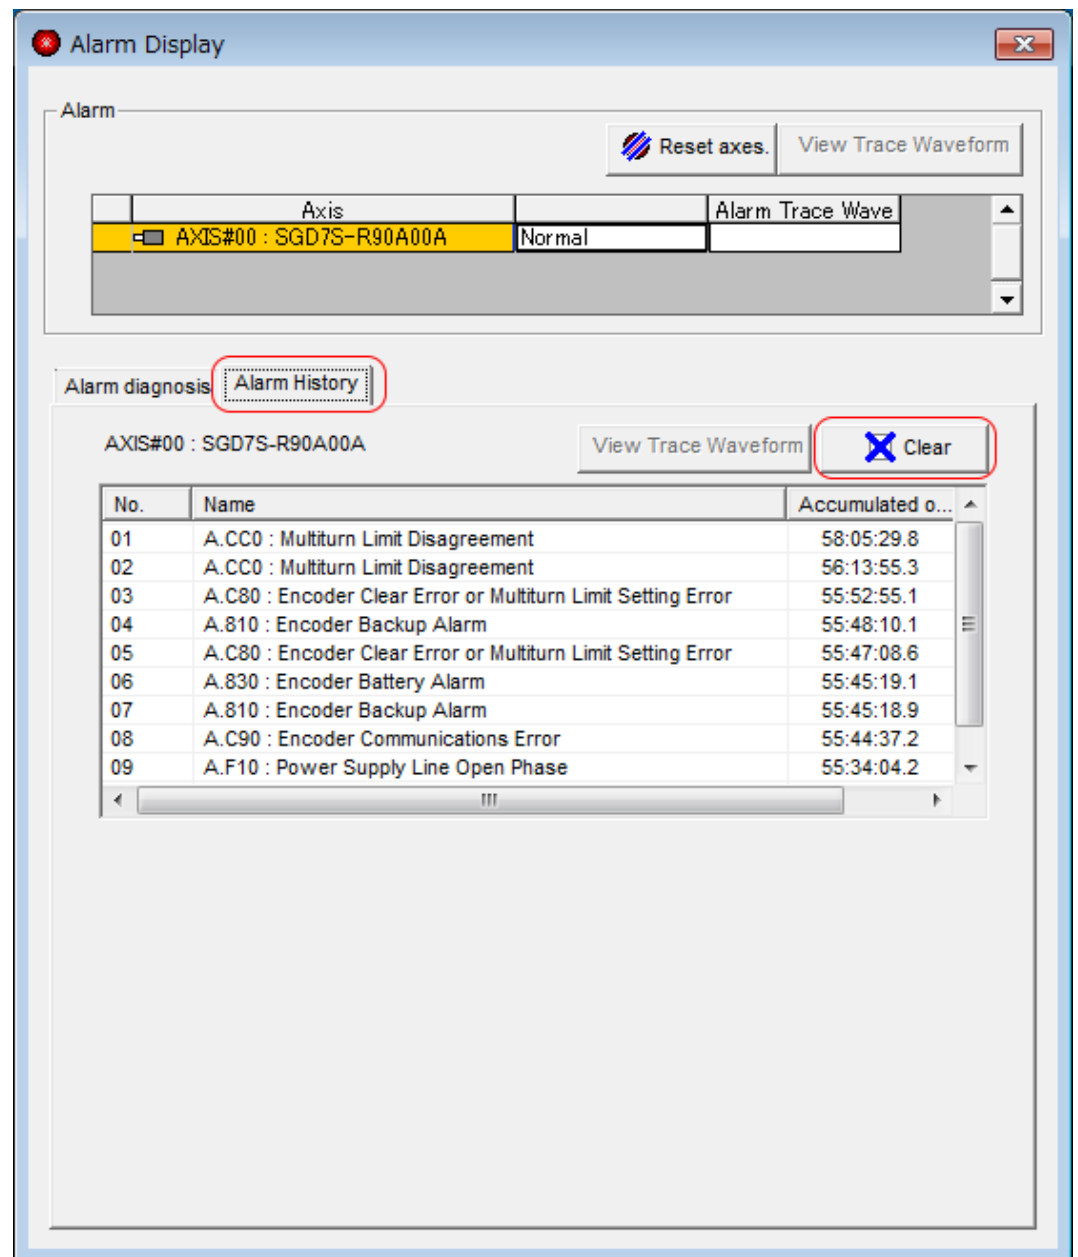 Alarm Display
Alarm
Reset axes. View Trace Waveform
Axis Alarm Trace Wave
AXIS#00 : SGD7S-R90A00A Normal
Alarm diagnosis Alarm History
AXIS#00 : SGD7S-R90A00A View Trace Waveform Clear
No. Name Accumulated o...
01 A.CC0 : Multiturn Limit Disagreement 58:05:29.8
02 A.CC0 : Multiturn Limit Disagreement 56:13:55.3
03 A.C80 : Encoder Clear Error or Multiturn Limit Setting Error 55:52:55.1
04 A.810 : Encoder Backup Alarm 55:48:10.1
05 A.C80 : Encoder Clear Error or Multiturn Limit Setting Error 55:47:08.6
06 A.830 : Encoder Battery Alarm 55:45:19.1
07 A.810 : Encoder Backup Alarm 55:45:18.9
08 A.C90 : Encoder Communications Error 55:44:37.2
09 A.F10 : Power Supply Line Open Phase 55:34:04.2